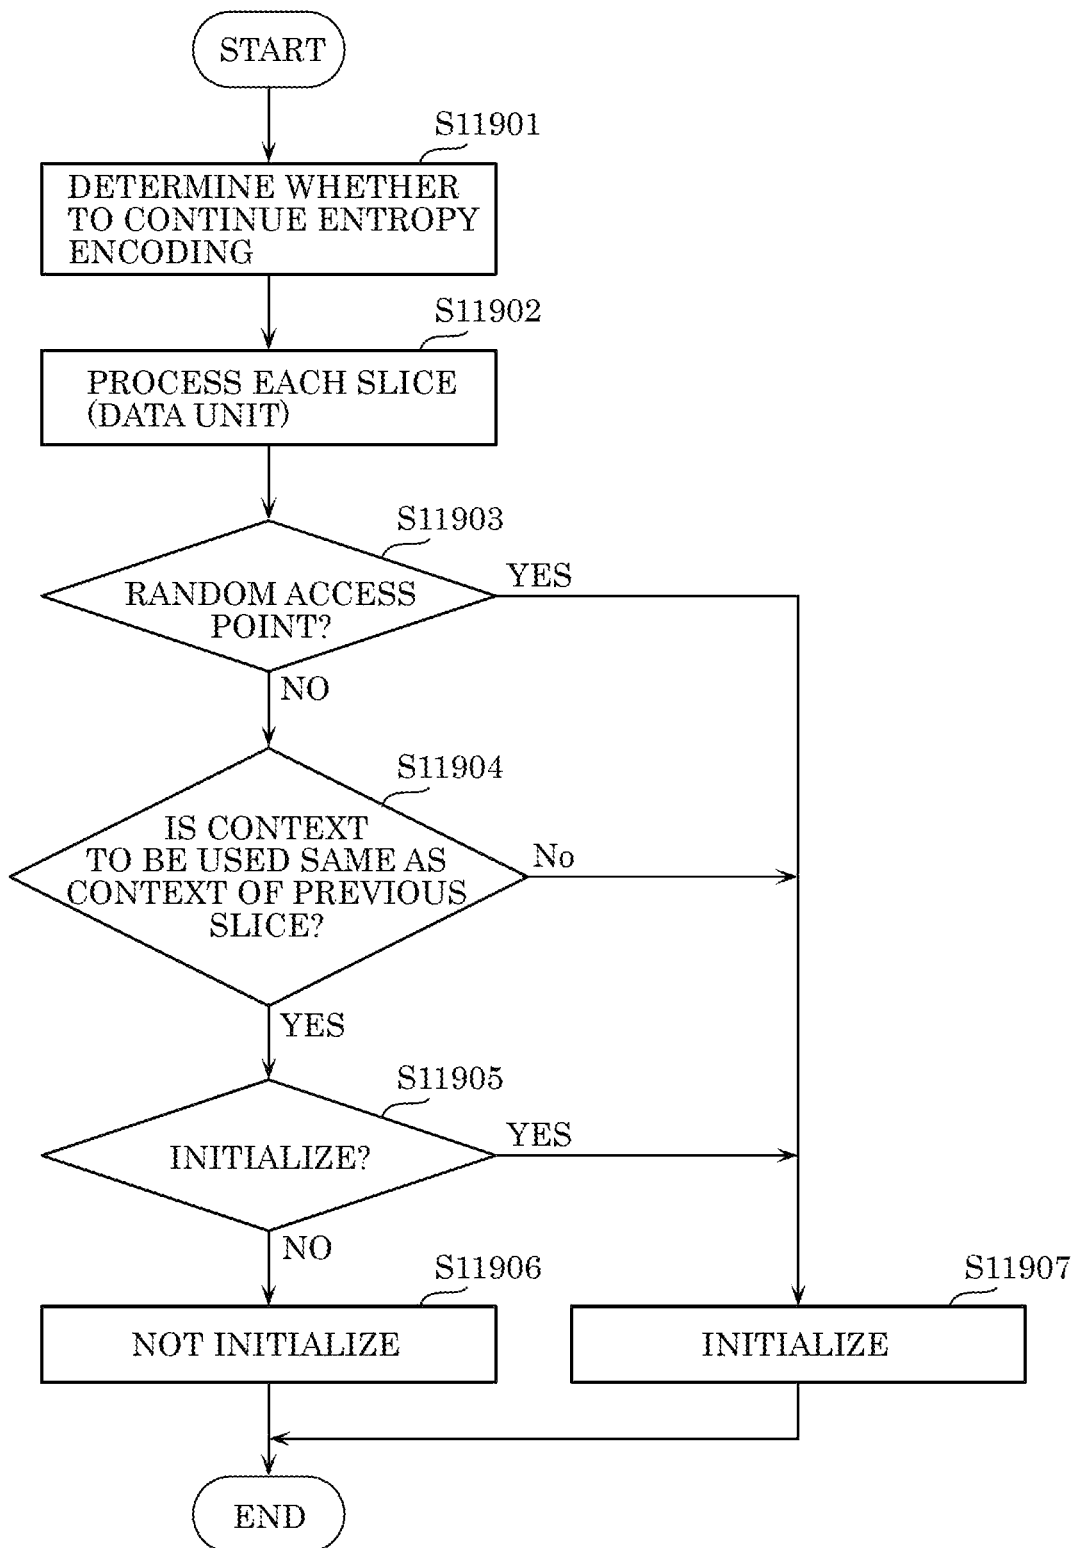 START
S11901
DETERMINE WHETHER
TO CONTINUE ENTROPY
ENCODING
S11902
PROCESS EACH SLICE
(DATA UNIT)
S11903
RANDOM ACCESS
POINT?
YES
NO
S11904
IS CONTEXT
TO BE USED SAME AS
CONTEXT OF PREVIOUS
SLICE?
No
YES
S11905
INITIALIZE?
YES
NO
S11906
NOT INITIALIZE
S11907
INITIALIZE
END